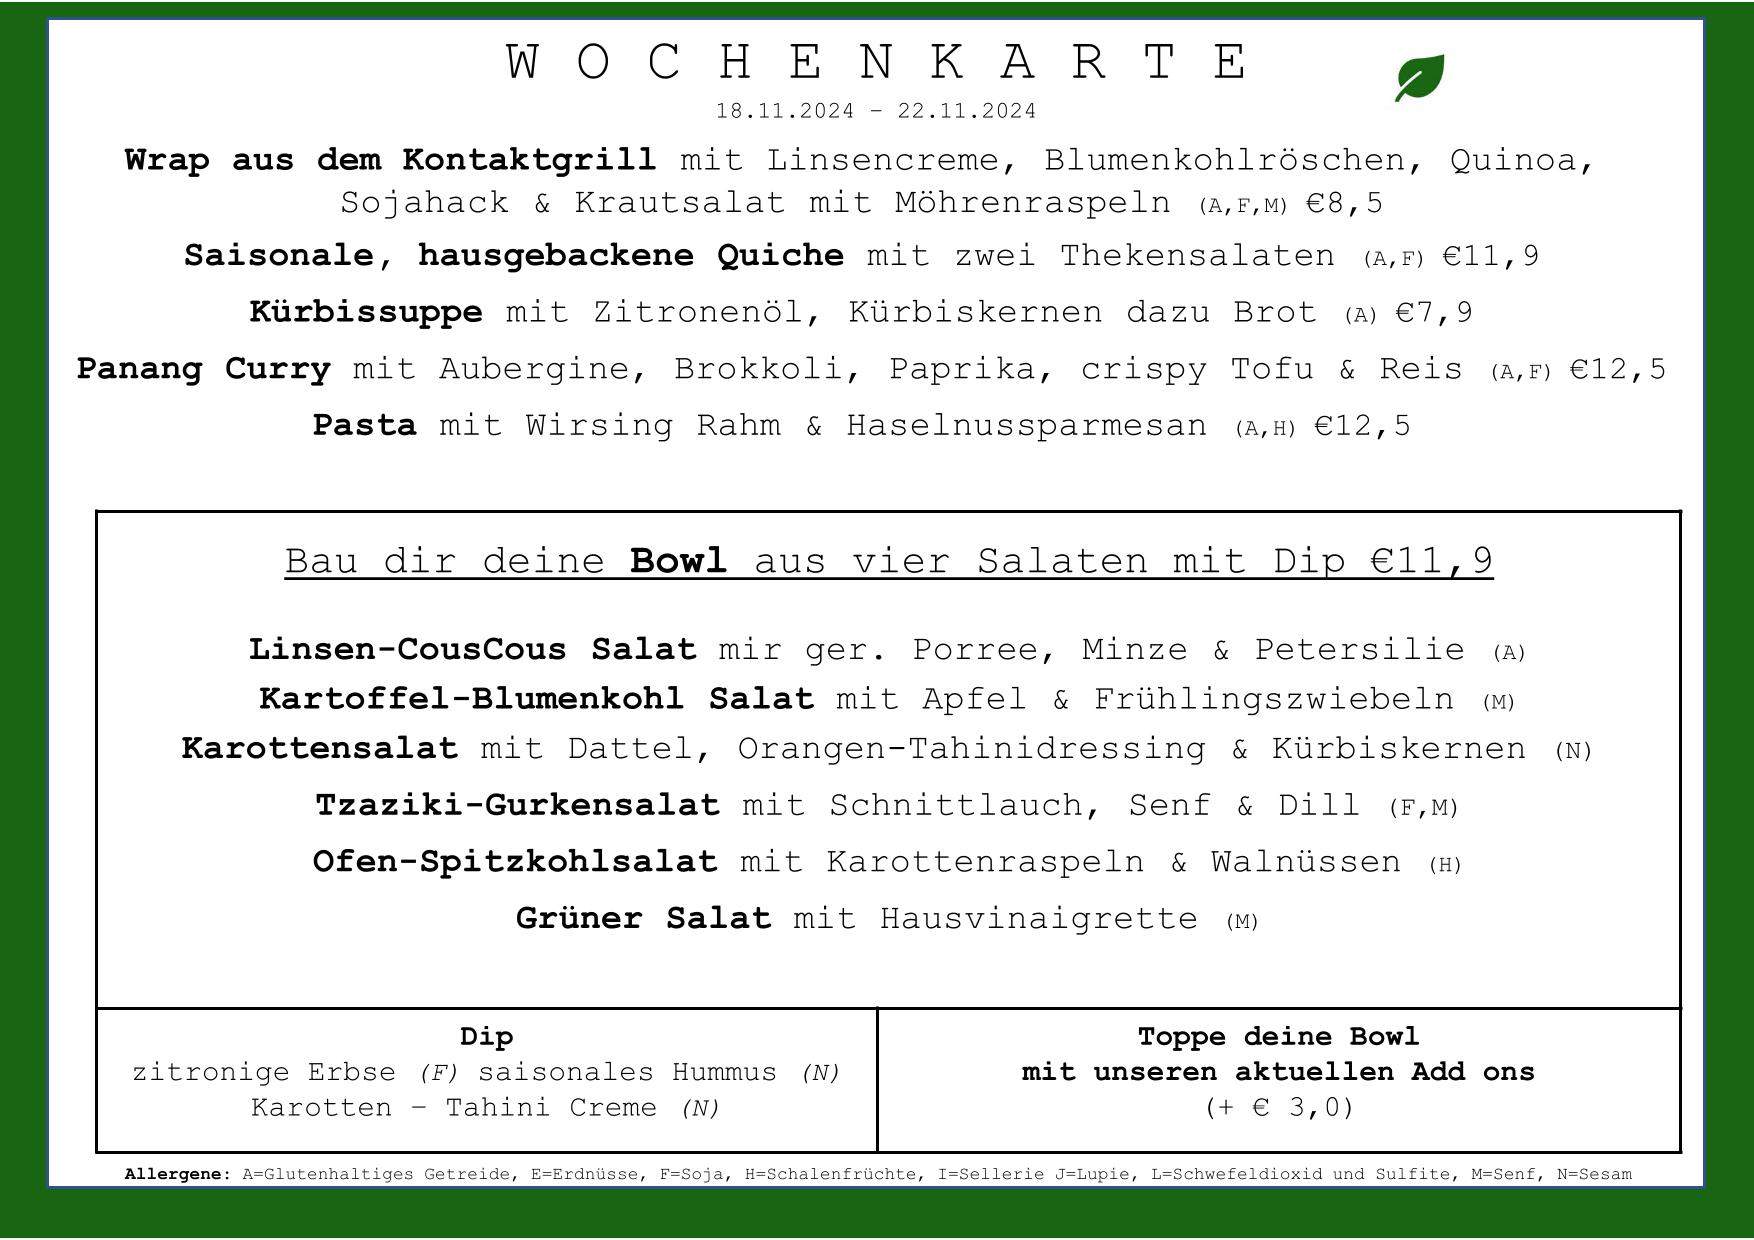 WOCHENKARTE
18.11.2024 – 22.11.2024
Wrap aus dem Kontaktgrill mit Linsencreme, Blumenkohlröschen, Quinoa,
Sojahack & Krautsalat mit Möhrenraspeln (A,F,M) €8,5
Saisonale, hausgebackene Quiche mit zwei Thekensalaten (A,F) €11,9
Kürbissuppe mit Zitronenöl, Kürbiskernen dazu Brot (A) €7,9
Panang Curry mit Aubergine, Brokkoli, Paprika, crispy Tofu & Reis (A,F) €12,5
Pasta mit Wirsing Rahm & Haselnussparmesan (A,H) €12,5
Bau dir deine Bowl aus vier Salaten mit Dip €11,9
Linsen-CousCous Salat mir ger. Porree, Minze & Petersilie (A)
Kartoffel-Blumenkohl Salat mit Apfel & Frühlingszwiebeln (M)
Karottensalat mit Dattel, Orangen-Tahinidressing & Kürbiskernen (N)
Tzaziki-Gurkensalat mit Schnittlauch, Senf & Dill (F,M)
Ofen-Spitzkohlsalat mit Karottenraspeln & Walnüssen (H)
Grüner Salat mit Hausvinaigrette (M)
Dip
zitronige Erbse (F) saisonales Hummus (N)
Karotten – Tahini Creme (N)
Toppe deine Bowl
mit unseren aktuellen Add ons
(+ € 3,0)
Allergene: A=Glutenhaltiges Getreide, E=Erdnüsse, F=Soja, H=Schalenfrüchte, I=Sellerie J=Lupie, L=Schwefeldioxid und Sulfite, M=Senf, N=Sesam